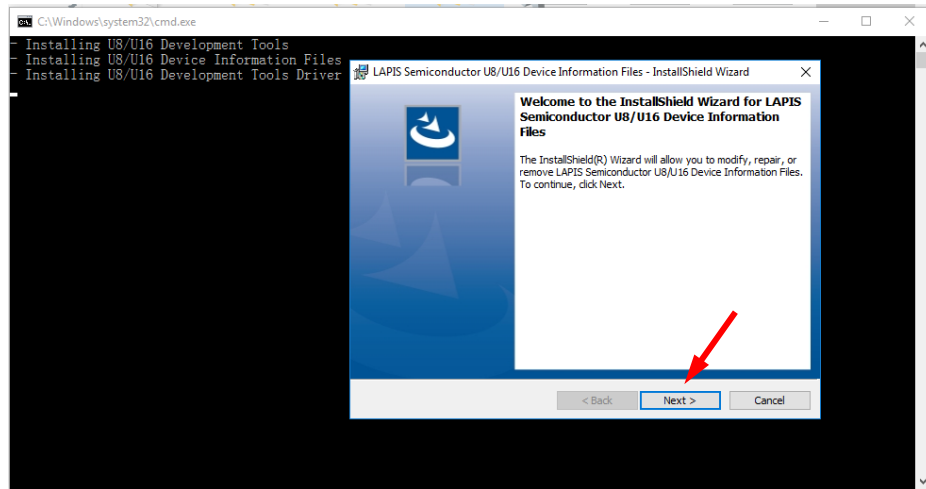 C:\Windows\system32\cmd.exe
- Installing U8/U16 Development Tools
- Installing U8/U16 Device Information Files
- Installing U8/U16 Development Tools Driver
LAPIS Semiconductor U8/U16 Device Information Files - InstallShield Wizard
Welcome to the InstallShield Wizard for LAPIS
Semiconductor U8/U16 Device Information
Files
The InstallShield(R) Wizard will allow you to modify, repair, or
remove LAPIS Semiconductor U8/U16 Device Information Files.
To continue, click Next.
< Back
Next >
Cancel